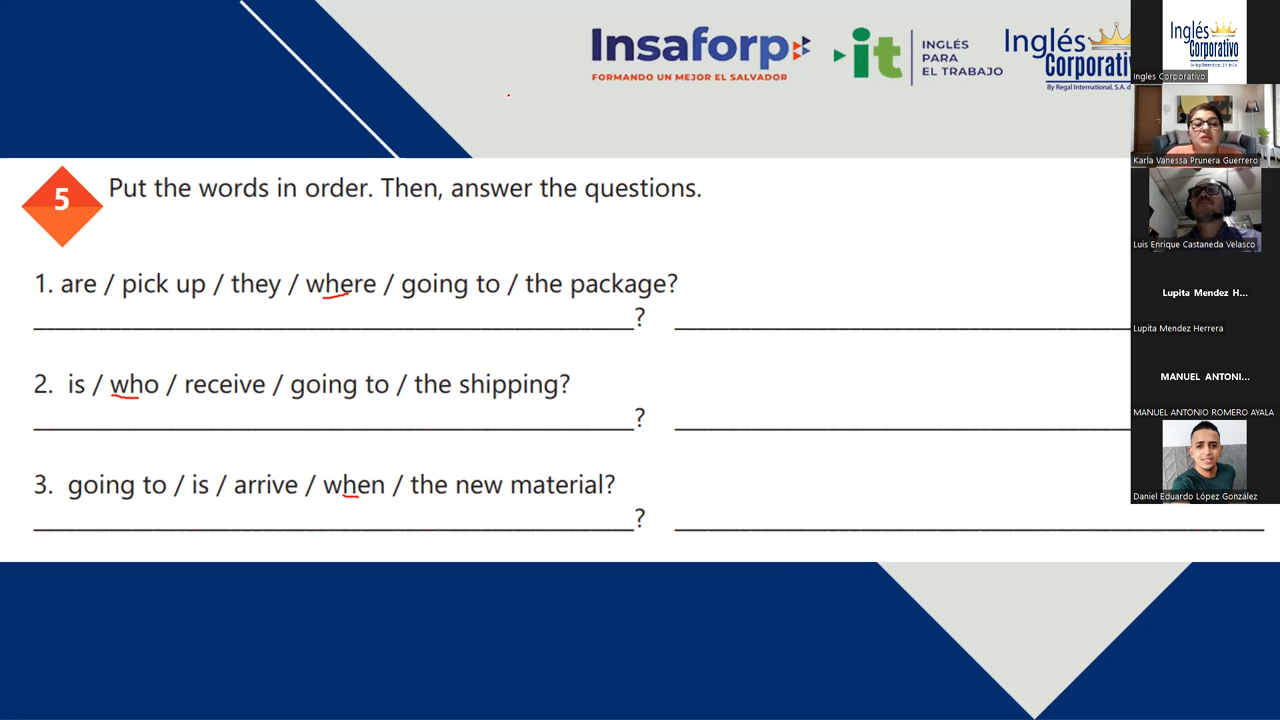 Insaforp
FORMANDO UN MEJOR EL SALVADOR
it
INGLÉS
PARA
EL TRABAJO
Inglés
Corporativ
By Regal International, S.A. d
Inglés
Corporativo
Ingles Corporativo
Karla Vanessa Prunera Guerrero
Luis Enrique Castaneda Velasco
Lupita Mendez H...
Lupita Mendez Herrera
MANUEL ANTONI...
MANUEL ANTONIO ROMERO AYALA
Daniel Eduardo López González
5 Put the words in order. Then, answer the questions.
1. are / pick up / they / where / going to / the package?
?
2. is / who / receive / going to / the shipping?
?
3. going to / is / arrive / when / the new material?
?